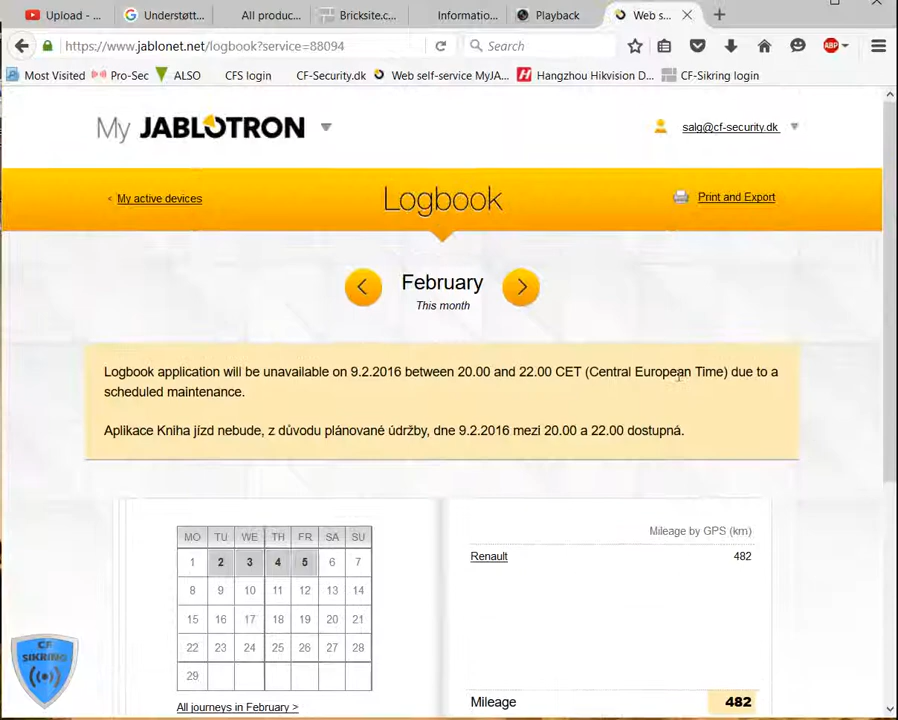 Upload - ...
Understøtt...
All produc...
Bricksite.c...
Informatio...
Playback
Web s...
https://www.jablonet.net/logbook?service=88094
Search
ABP
Most Visited
Pro-Sec
ALSO
CFS login
CF-Security.dk
Web self-service MyJA...
Hangzhou Hikvision D...
CF-Sikring login
My JABLOTRON
salg@cf-security.dk
< My active devices
Logbook
Print and Export
February
This month
Logbook application will be unavailable on 9.2.2016 between 20.00 and 22.00 CET (Central European Time) due to a
scheduled maintenance.
Aplikace Kniha jízd nebude, z důvodu plánované údržby, dne 9.2.2016 mezi 20.00 a 22.00 dostupná.
MO TU WE TH FR SA SU
1 2 3 4 5 6 7
8 9 10 11 12 13 14
15 16 17 18 19 20 21
22 23 24 25 26 27 28
29
All journeys in February >
Mileage by GPS (km)
Renault 482
Mileage 482
CF
SIKRING